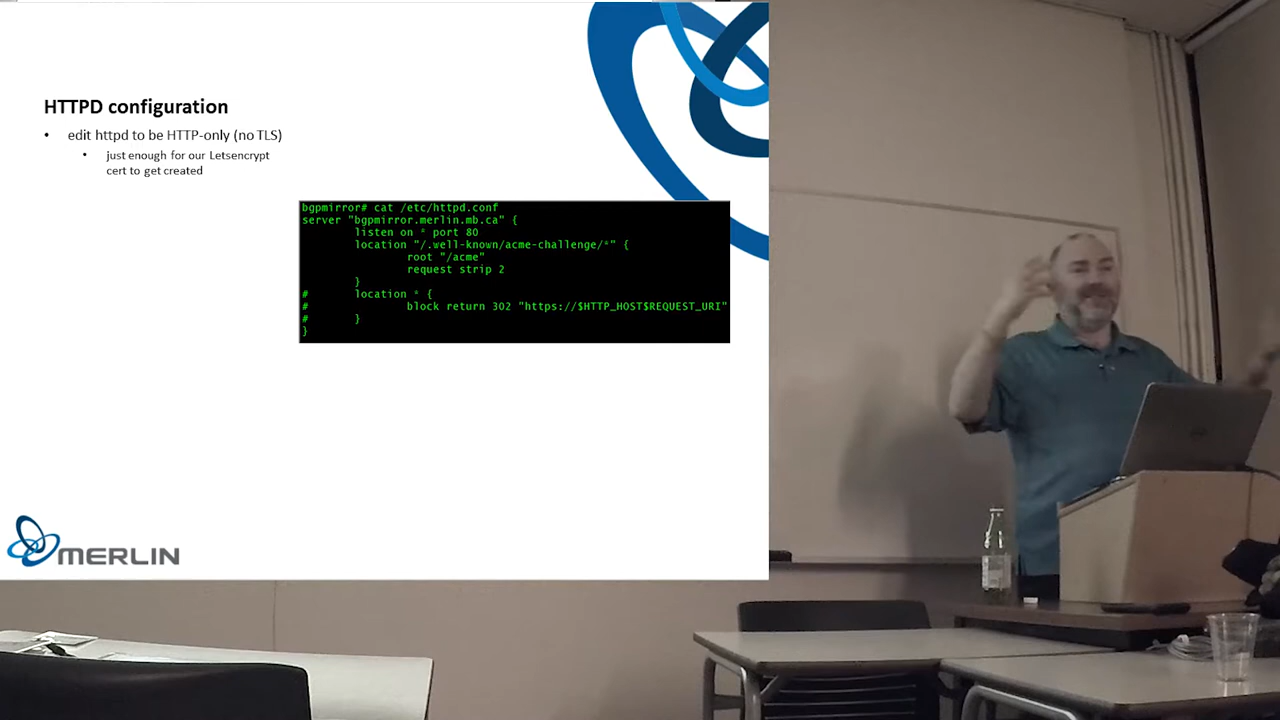 HTTPD configuration
• edit httpd to be HTTP-only (no TLS)
• just enough for our Letsencrypt
cert to get created
bgpmirror# cat /etc/httpd.conf
server "bgpmirror.merlin.mb.ca" {
listen on * port 80
location "/.well-known/acme-challenge/*" {
root "/acme"
request strip 2
}
# location * {
# block return 302 "https://$HTTP_HOST$REQUEST_URI"
# }
}
MERLIN